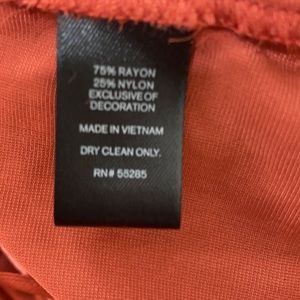 75% RAYON
25% NYLON
EXCLUSIVE OF
DECORATION
MADE IN VIETNAM
DRY CLEAN ONLY.
RN# 55285